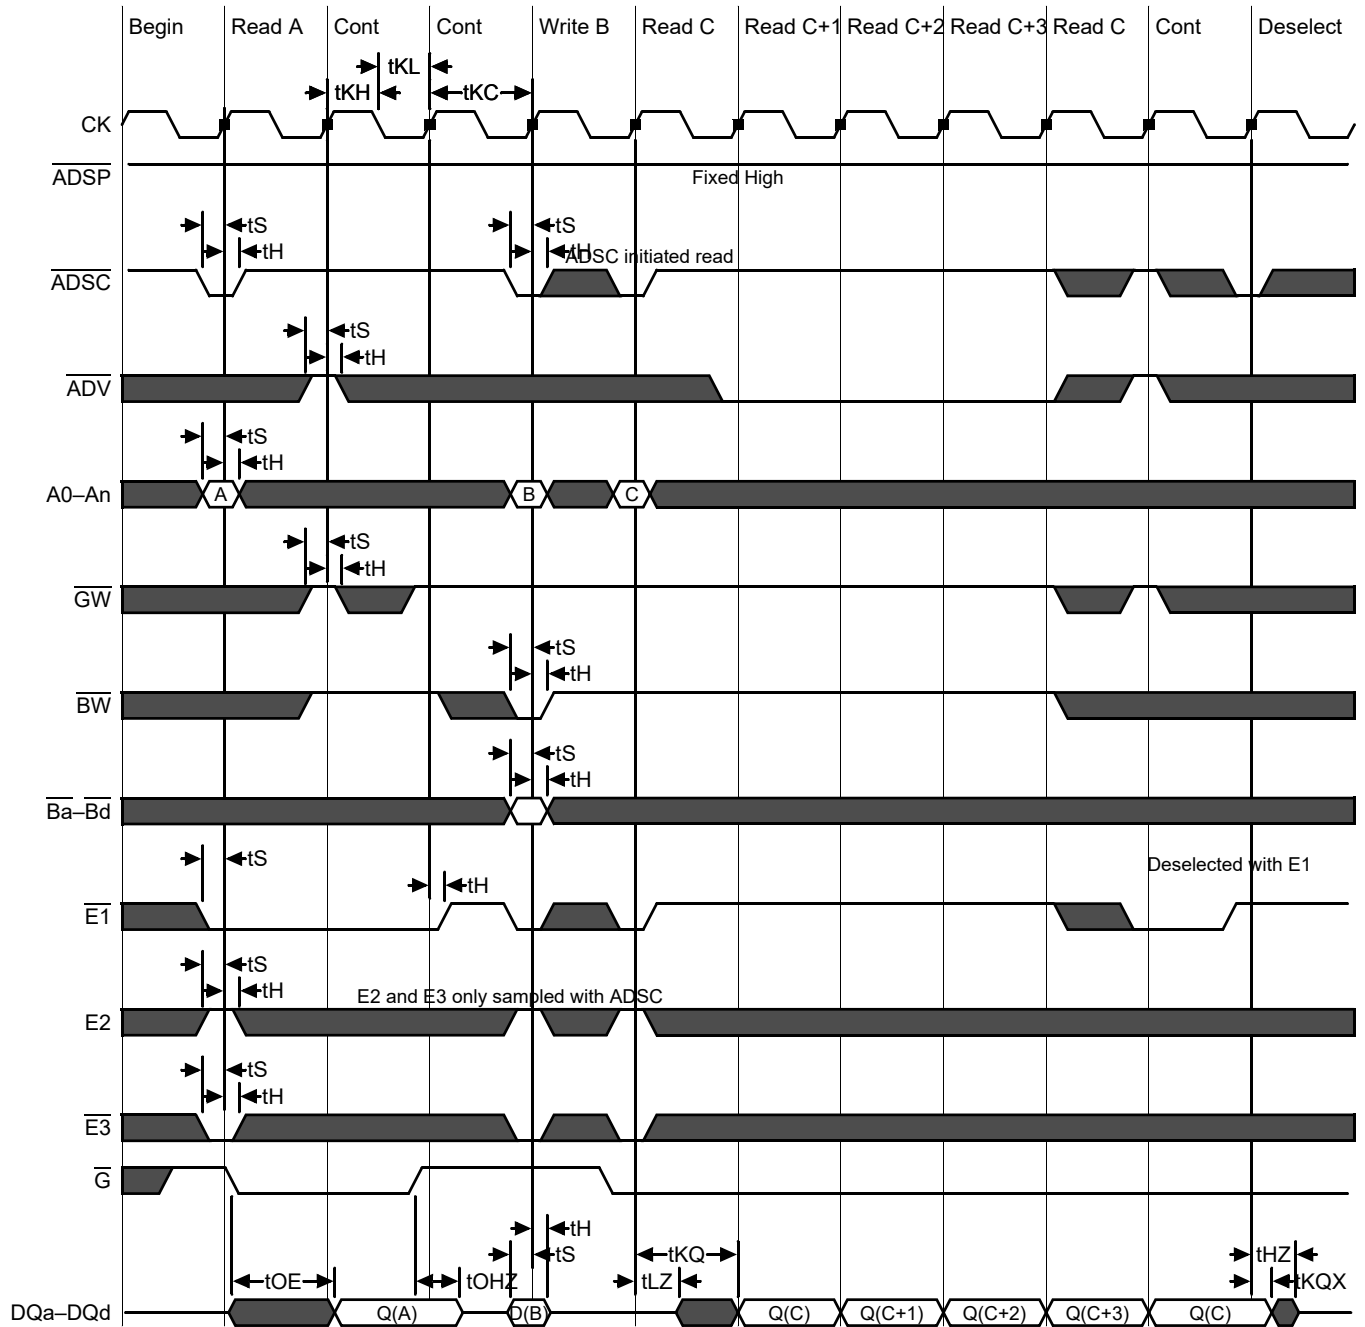 Begin Read A Cont Cont Write B Read C Read C+1 Read C+2 Read C+3 Read C Cont Deselect
tKL
tKH tKC
CK
ADSP
Fixed High
tS tS
tH tH
ADSC initiated read
ADSC
tS
tH
ADV
tS
tH
A0–An A B C
tS
tH
GW
tS
tH
BW
tS
tH
Ba–Bd
tS
Deselected with E1
tH
E1
tS
tH
E2 and E3 only sampled with ADSC
E2
tS
tH
E3
G
tH
tS tKQ tHZ
tOE tOHZ tLZ tKQX
DQa–DQd Q(A) D(B) Q(C) Q(C+1) Q(C+2) Q(C+3) Q(C)